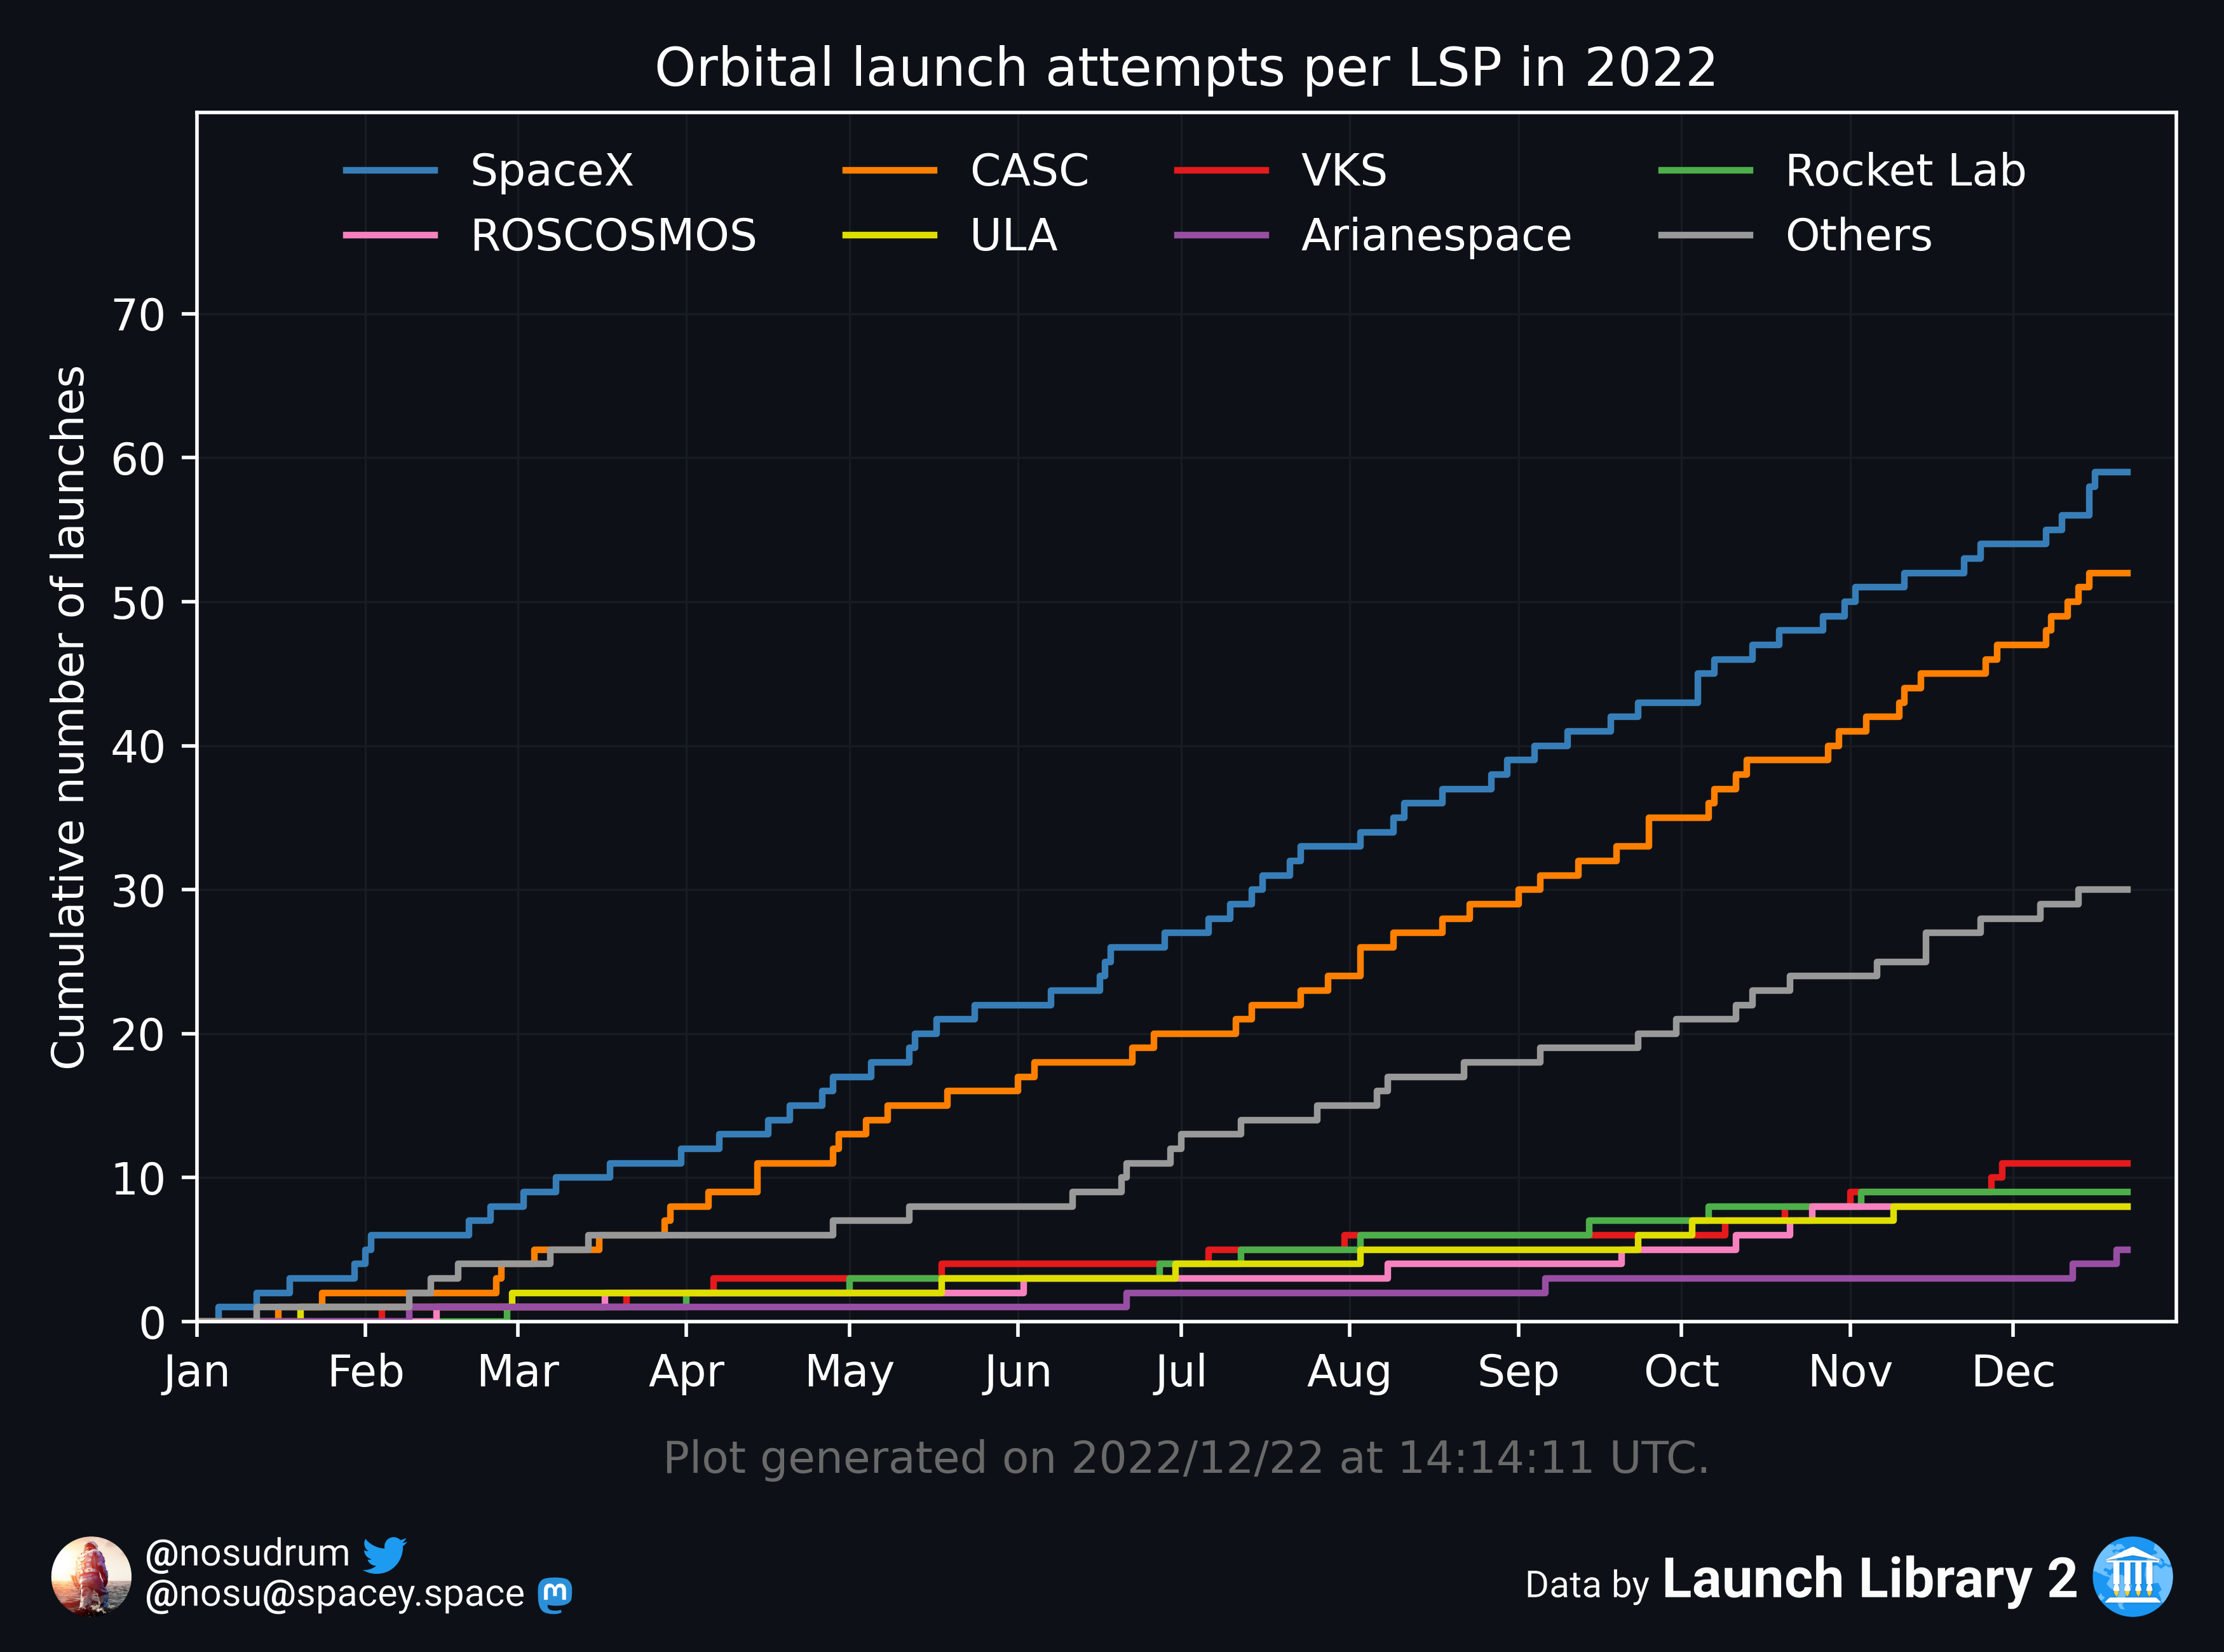 Orbital launch attempts per LSP in 2022
SpaceX
CASC
VKS
Rocket Lab
ROSCOSMOS
ULA
Arianespace
Others
Cumulative number of launches
70
60
50
40
30
20
10
0
Jan Feb Mar Apr May Jun Jul Aug Sep Oct Nov Dec
Plot generated on 2022/12/22 at 14:14:11 UTC.
@nosudrum
@nosu@spacey.space
m
Data by Launch Library 2